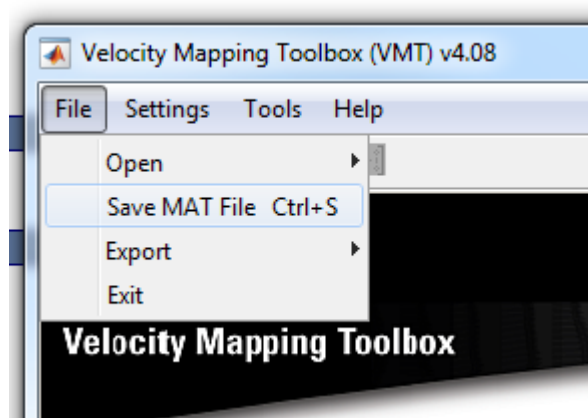 Velocity Mapping Toolbox (VMT) v4.08
File Settings Tools Help
Open
Save MAT File Ctrl+S
Export
Exit
Velocity Mapping Toolbox